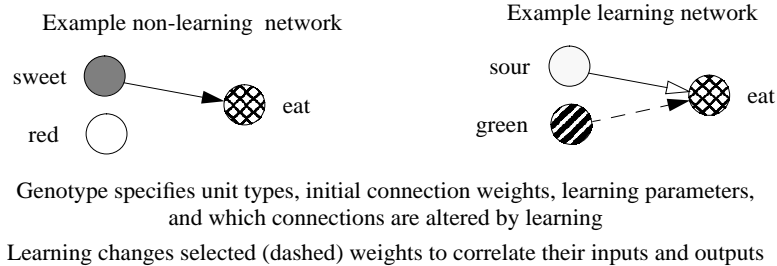 Example non-learning network
Example learning network
sweet
eat
red
sour
eat
green
Genotype specifies unit types, initial connection weights, learning parameters,
and which connections are altered by learning
Learning changes selected (dashed) weights to correlate their inputs and outputs